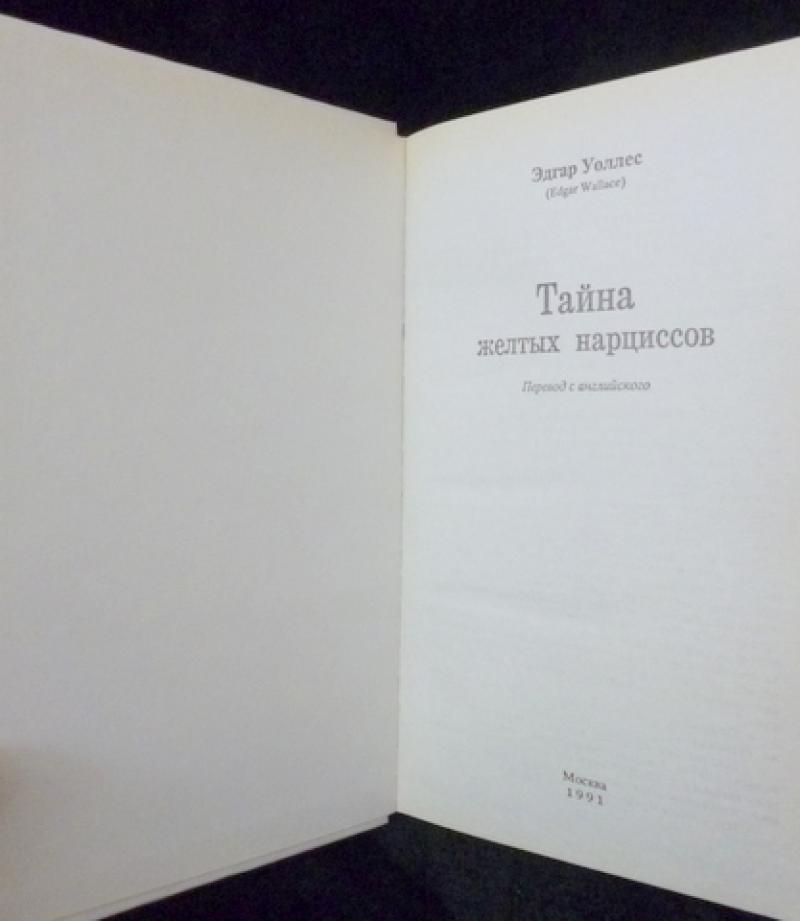 Эдгар Уоллес
(Edgar Wallace)
Тайна
желтых нарциссов
Перевод с английского
Москва
1991